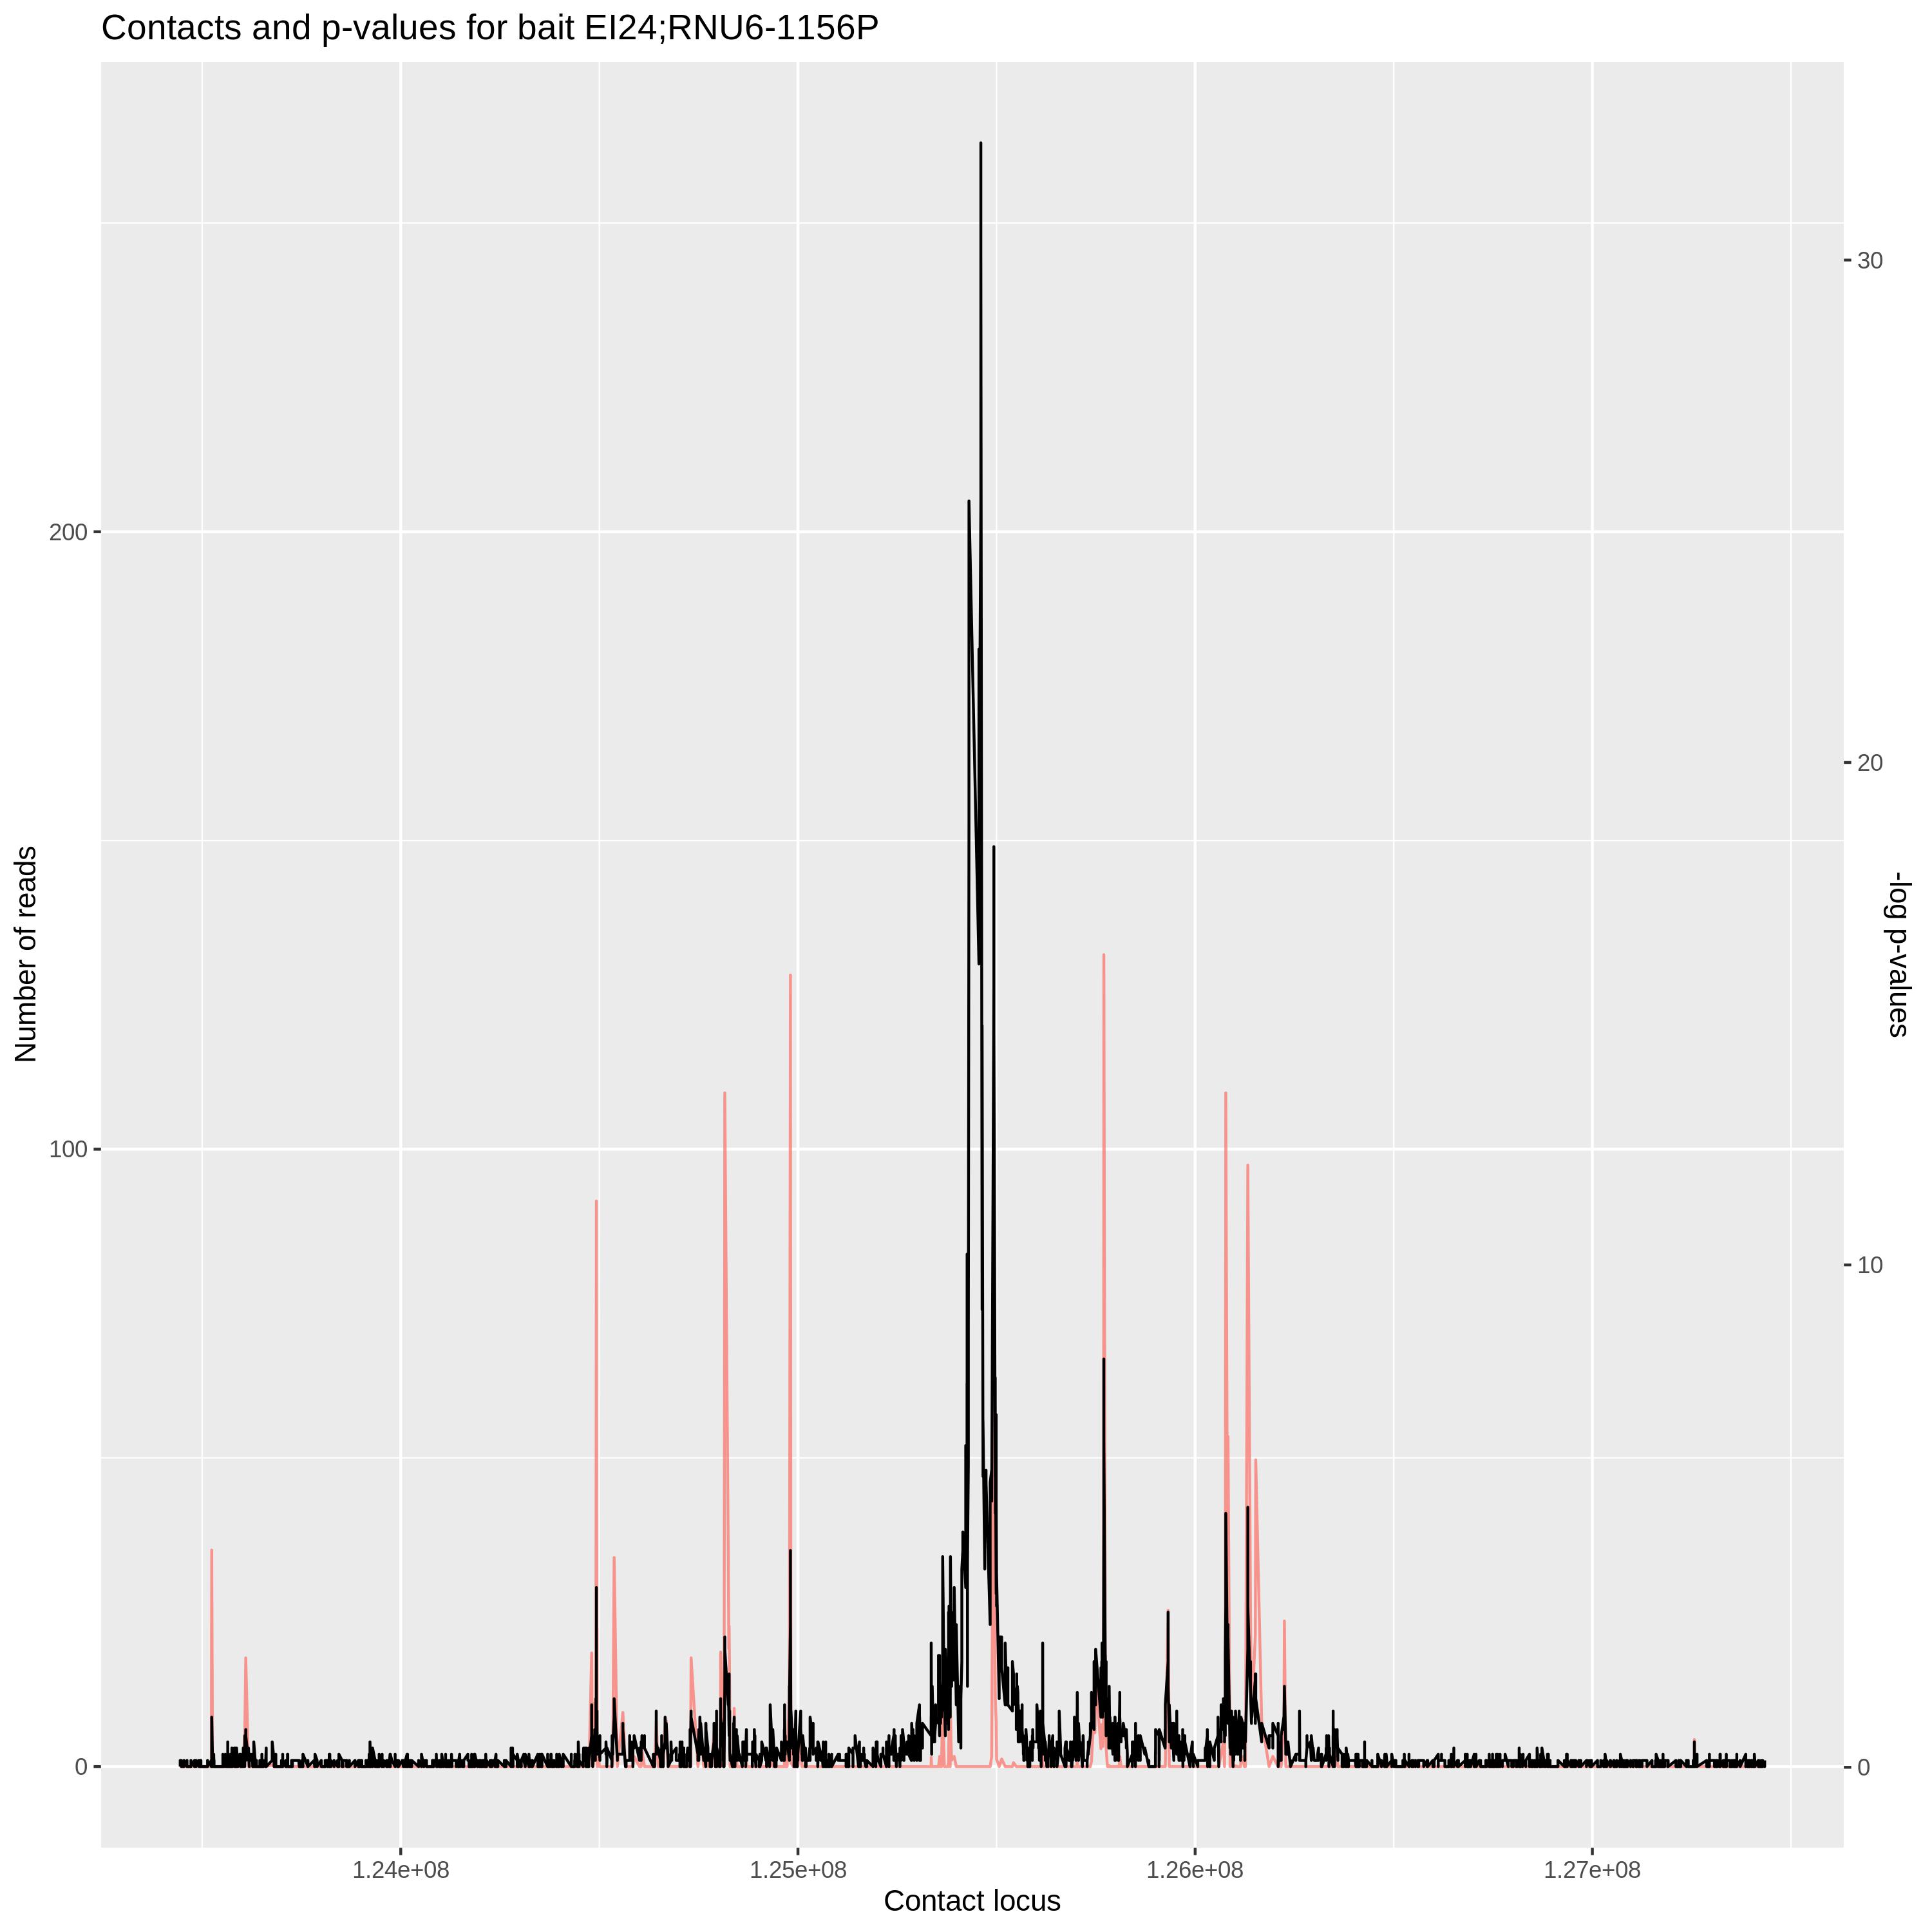 Contacts and p-values for bait EI24;RNU6-1156P
Number of reads
200
100
0
30
20
10
0
-log p-values
1.24e+08
1.25e+08
1.26e+08
1.27e+08
Contact locus